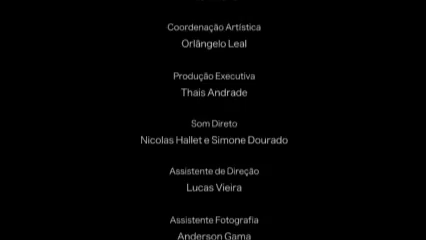 Coordenação Artística
Orlângelo Leal
Produção Executiva
Thais Andrade
Som Direto
Nicolas Hallet e Simone Dourado
Assistente de Direção
Lucas Vieira
Assistente Fotografia
Anderson Gama